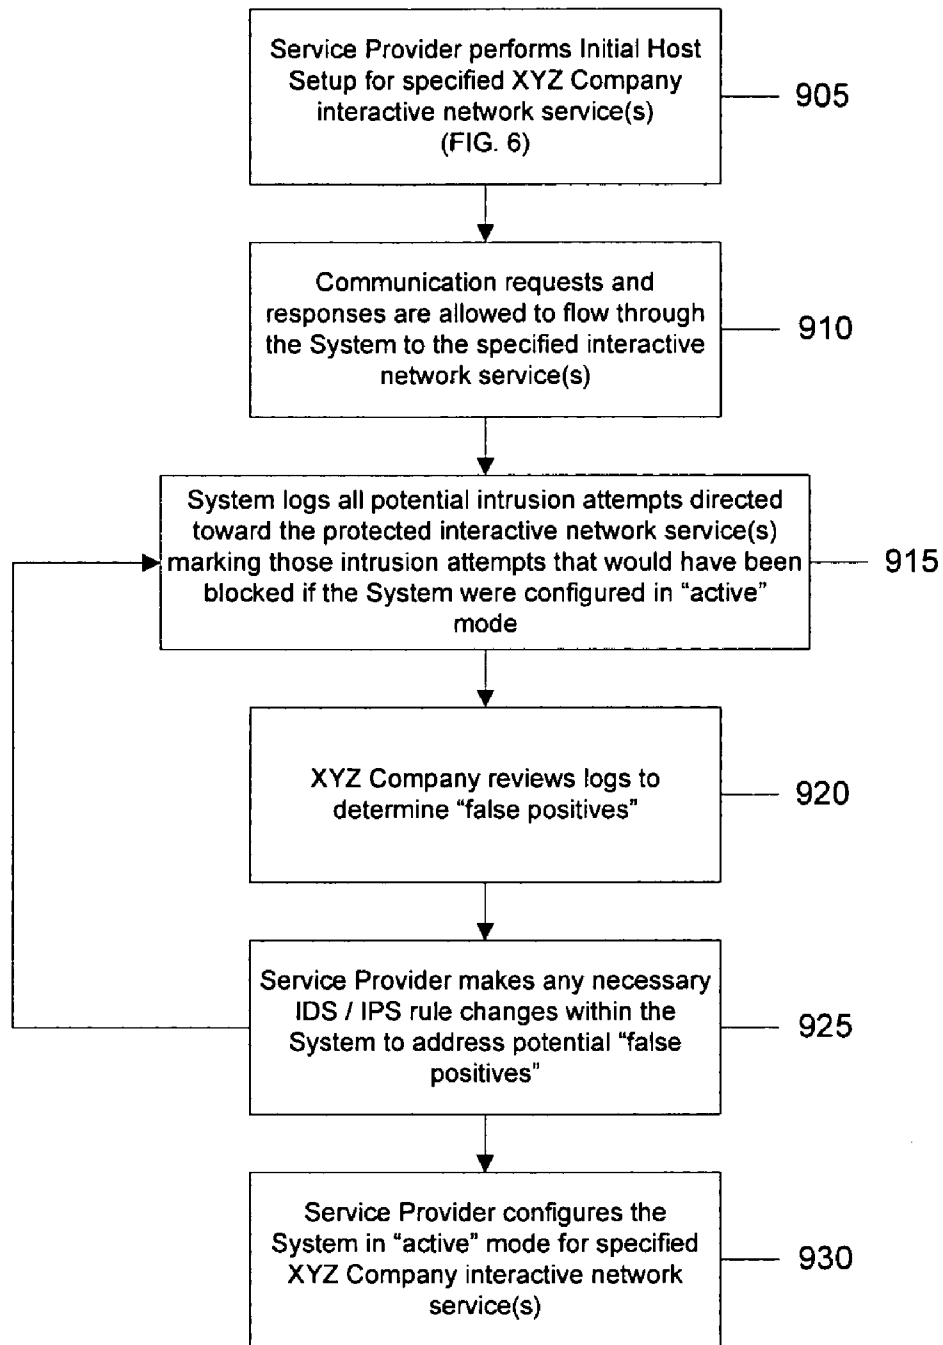 Service Provider performs Initial Host
Setup for specified XYZ Company
interactive network service(s)
(FIG. 6)
905
Communication requests and
responses are allowed to flow through
the System to the specified interactive
network service(s)
910
System logs all potential intrusion attempts directed
toward the protected interactive network service(s)
marking those intrusion attempts that would have been
blocked if the System were configured in “active”
mode
915
XYZ Company reviews logs to
determine “false positives”
920
Service Provider makes any necessary
IDS / IPS rule changes within the
System to address potential “false
positives”
925
Service Provider configures the
System in “active” mode for specified
XYZ Company interactive network
service(s)
930